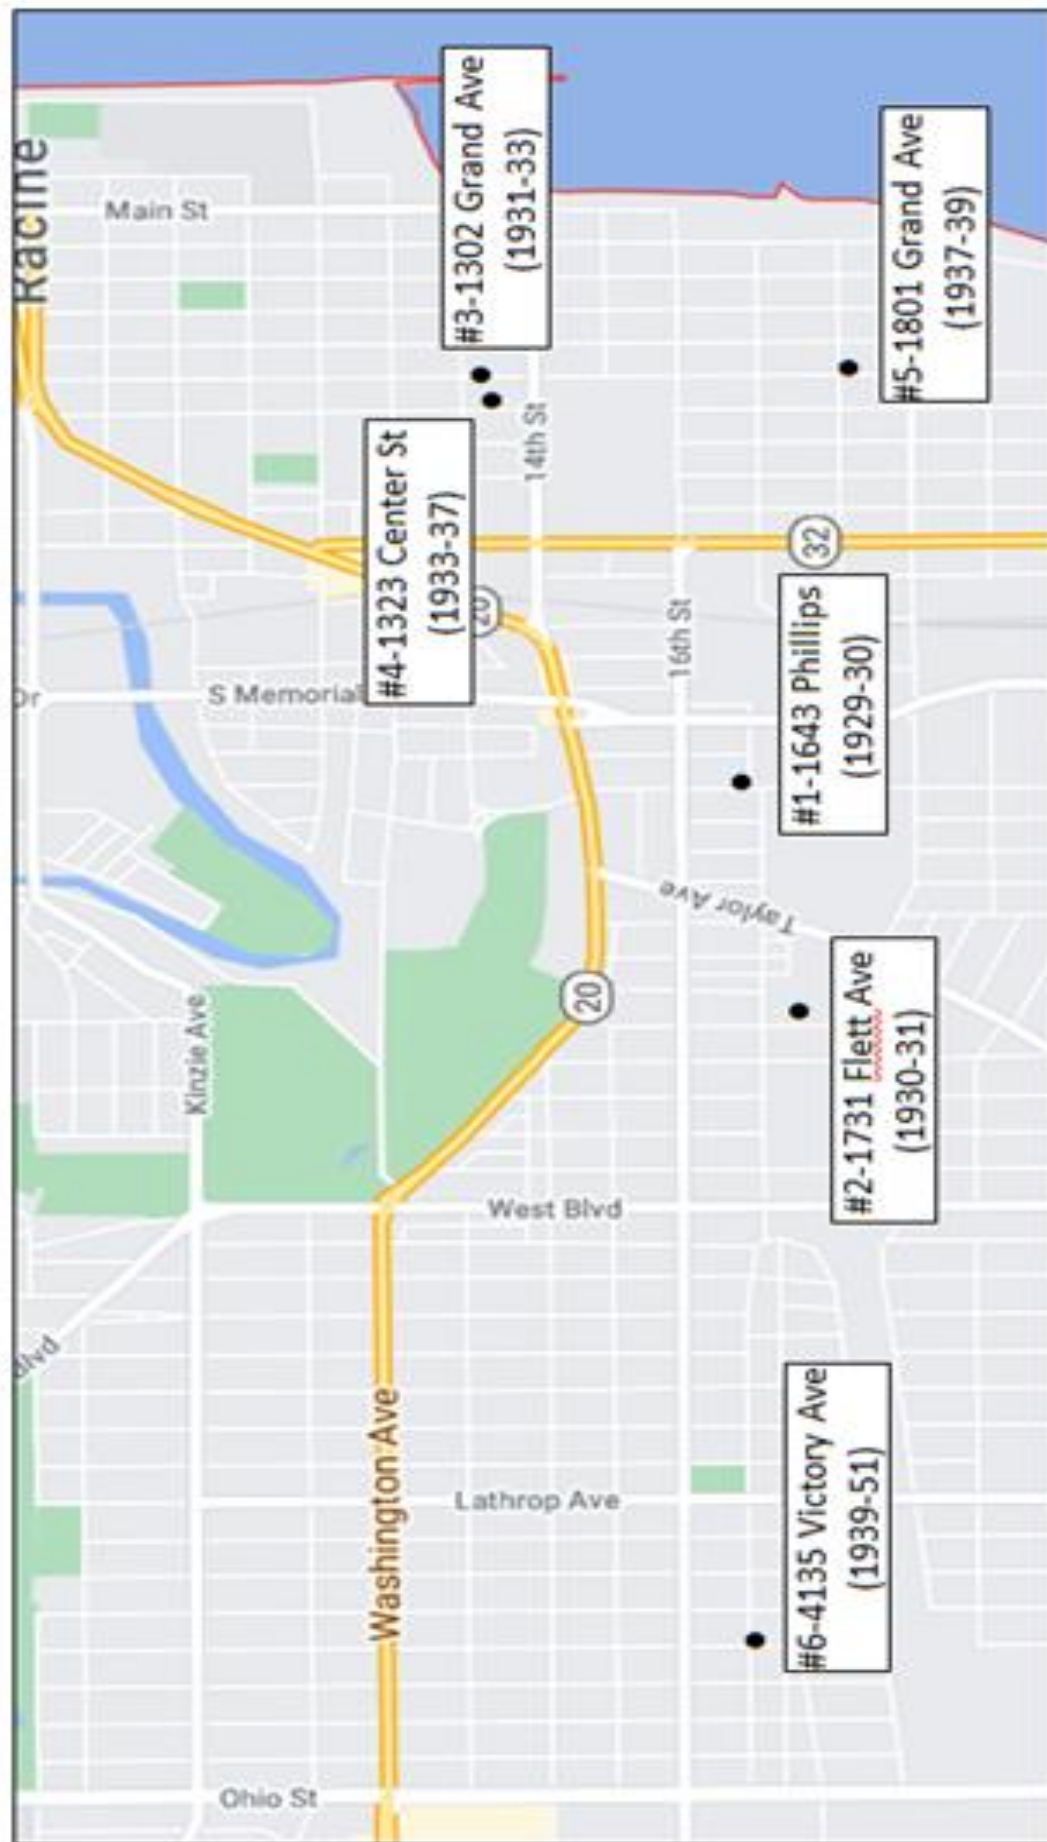 Racine
Main St
#3-1302 Grand Ave
(1931-33)
#5-1801 Grand Ave
(1937-39)
14th St
#4-1323 Center St
(1933-37)
20
32
S Memorial
Dr
16th St
#1-1643 Phillips
(1929-30)
Taylor Ave
20
Kinzie Ave
#2-1731 Flett Ave
(1930-31)
West Blvd
Blvd
Washington Ave
Lathrop Ave
#6-4135 Victory Ave
(1939-51)
Ohio St